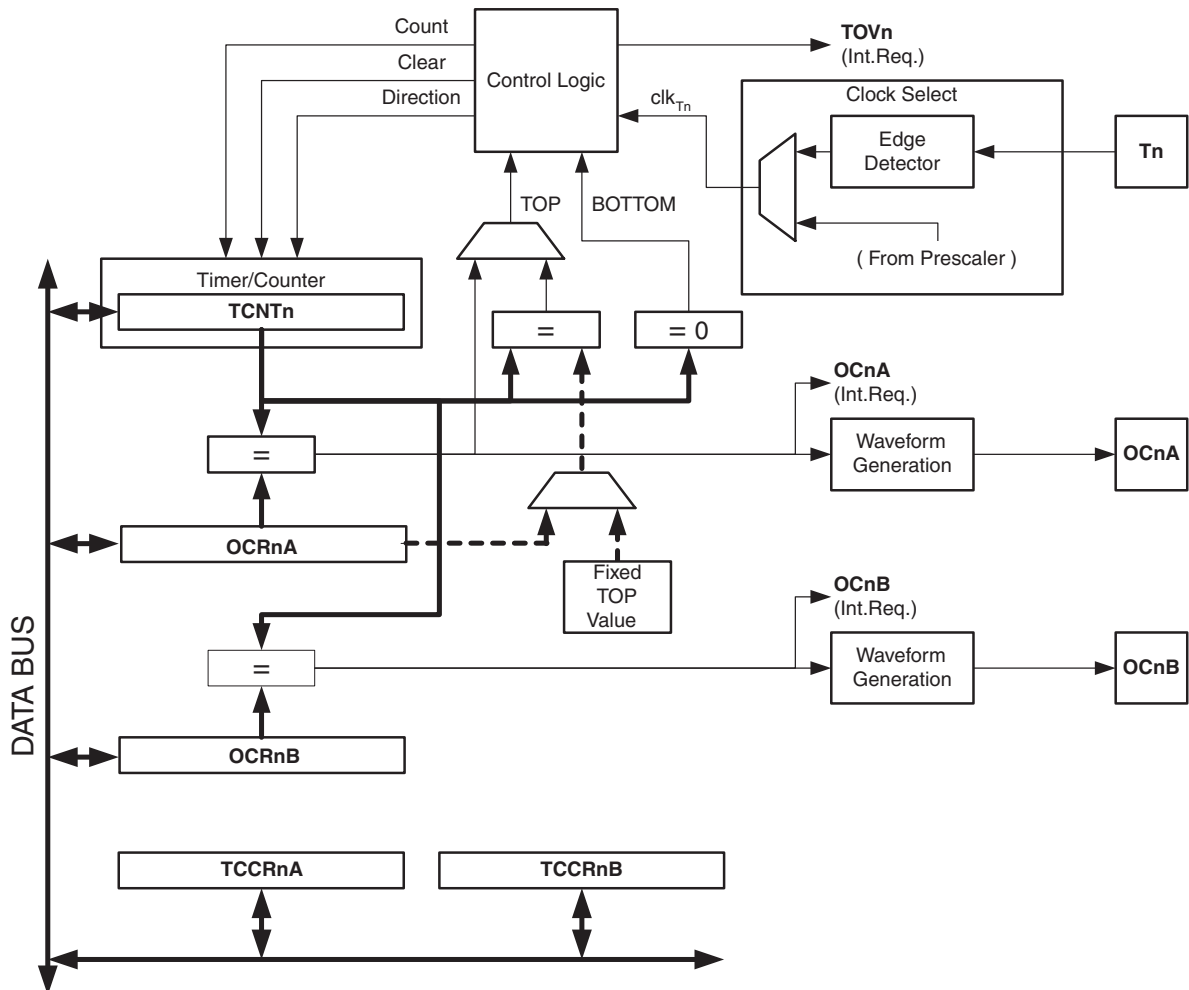 Count
Clear
Direction
Control Logic
TOVn
(Int.Req.)
clkTn
Clock Select
Edge
Detector
Tn
( From Prescaler )
TOP
BOTTOM
Timer/Counter
TCNTn
=
= 0
OCnA
(Int.Req.)
=
Waveform
Generation
OCnA
OCRnA
Fixed
TOP
Value
OCnB
(Int.Req.)
=
Waveform
Generation
OCnB
OCRnB
DATA BUS
TCCRnA
TCCRnB